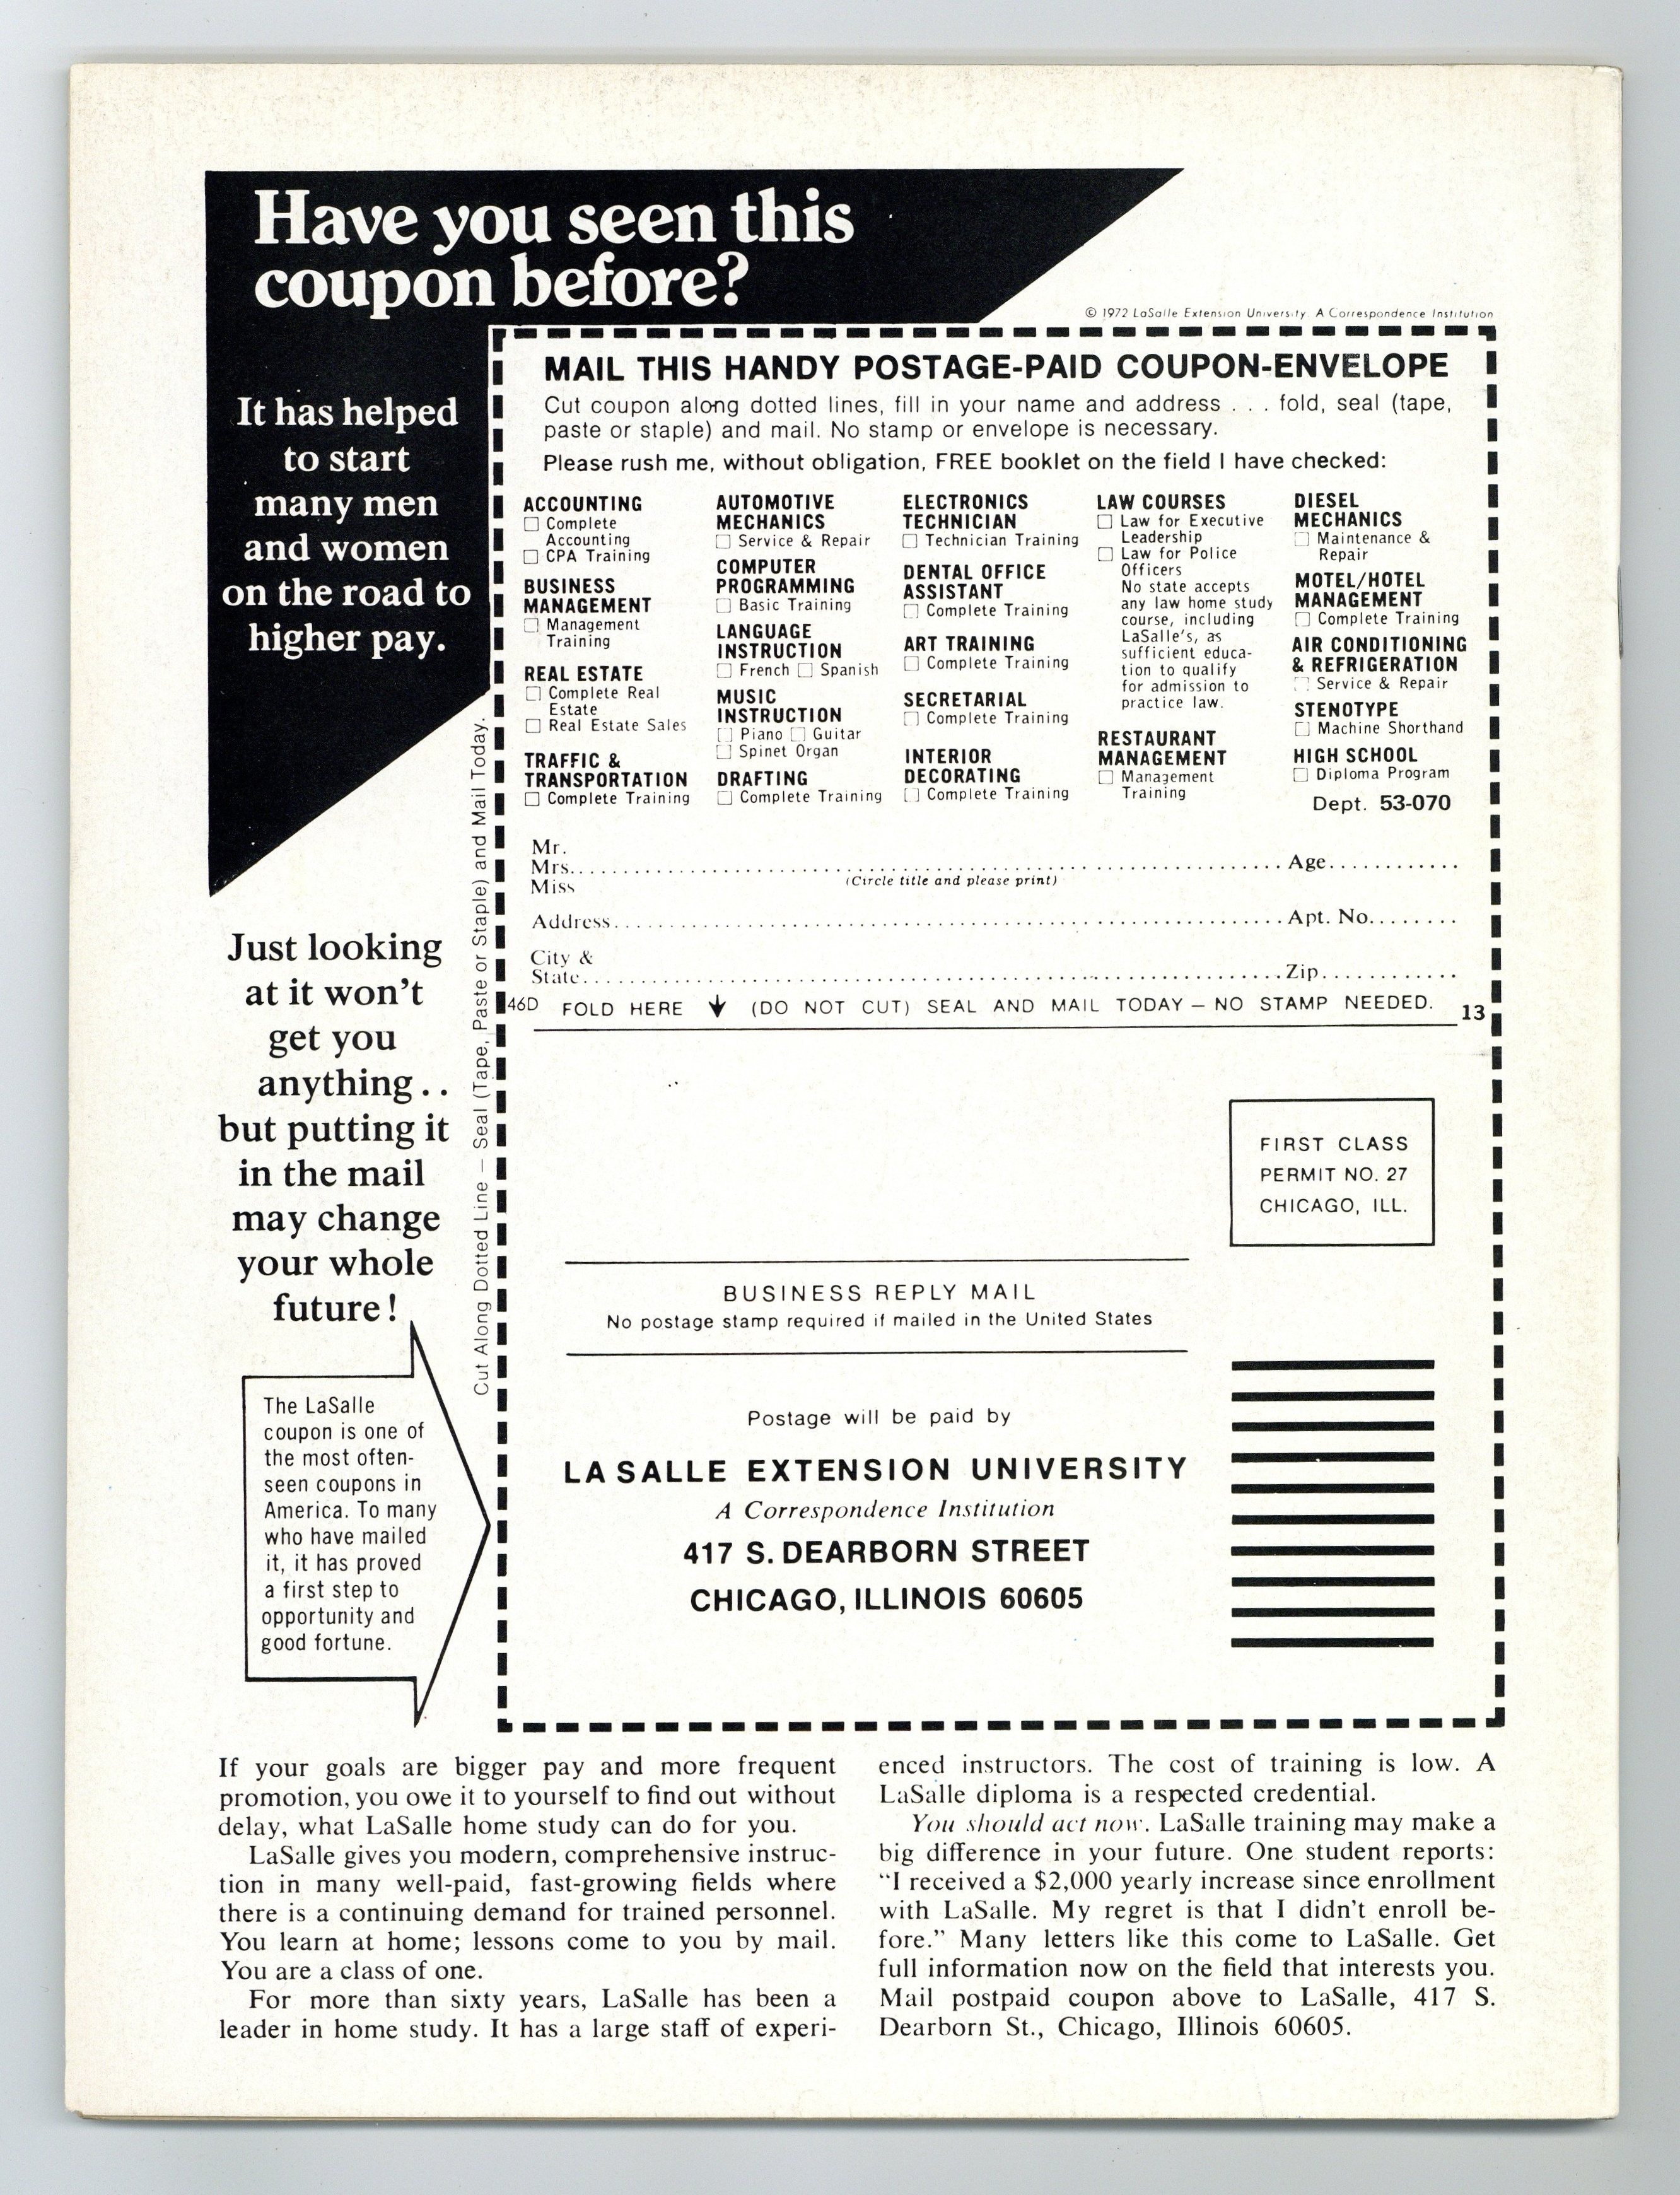 Have you seen this
coupon before?
© 1972 LaSalle Extension University A Correspondence Institution
It has helped
to start
many men
and women
on the road to
higher pay.
Just looking
at it won't
get you
anything . .
but putting it
in the mail
may change
your whole
future!
The LaSalle
coupon is one of
the most often-
seen coupons in
America. To many
who have mailed
it, it has proved
a first step to
opportunity and
good fortune.
Cut Along Dotted Line — Seal (Tape, Paste or Staple) and Mail Today.
MAIL THIS HANDY POSTAGE-PAID COUPON-ENVELOPE
Cut coupon along dotted lines, fill in your name and address . . . fold, seal (tape,
paste or staple) and mail. No stamp or envelope is necessary.
Please rush me, without obligation, FREE booklet on the field I have checked:
ACCOUNTING
☐ Complete
Accounting
☐ CPA Training
BUSINESS
MANAGEMENT
☐ Management
Training
REAL ESTATE
☐ Complete Real
Estate
☐ Real Estate Sales
TRAFFIC &
TRANSPORTATION
☐ Complete Training
AUTOMOTIVE
MECHANICS
☐ Service & Repair
COMPUTER
PROGRAMMING
☐ Basic Training
LANGUAGE
INSTRUCTION
☐ French ☐ Spanish
MUSIC
INSTRUCTION
☐ Piano ☐ Guitar
☐ Spinet Organ
DRAFTING
☐ Complete Training
ELECTRONICS
TECHNICIAN
☐ Technician Training
DENTAL OFFICE
ASSISTANT
☐ Complete Training
ART TRAINING
☐ Complete Training
SECRETARIAL
☐ Complete Training
INTERIOR
DECORATING
☐ Complete Training
LAW COURSES
☐ Law for Executive
Leadership
☐ Law for Police
Officers
No state accepts
any law home study
course, including
LaSalle's, as
sufficient educa-
tion to qualify
for admission to
practice law.
RESTAURANT
MANAGEMENT
☐ Management
Training
DIESEL
MECHANICS
☐ Maintenance &
Repair
MOTEL/HOTEL
MANAGEMENT
☐ Complete Training
AIR CONDITIONING
& REFRIGERATION
☐ Service & Repair
STENOTYPE
☐ Machine Shorthand
HIGH SCHOOL
☐ Diploma Program
Dept. 53-070
Mr.
Mrs. Age
Miss (Circle title and please print)
Address Apt. No.
City &
State Zip
46D FOLD HERE ↓ (DO NOT CUT) SEAL AND MAIL TODAY — NO STAMP NEEDED. 13
FIRST CLASS
PERMIT NO. 27
CHICAGO, ILL.
BUSINESS REPLY MAIL
No postage stamp required if mailed in the United States
Postage will be paid by
LA SALLE EXTENSION UNIVERSITY
A Correspondence Institution
417 S. DEARBORN STREET
CHICAGO, ILLINOIS 60605
If your goals are bigger pay and more frequent
promotion, you owe it to yourself to find out without
delay, what LaSalle home study can do for you.
LaSalle gives you modern, comprehensive instruc-
tion in many well-paid, fast-growing fields where
there is a continuing demand for trained personnel.
You learn at home; lessons come to you by mail.
You are a class of one.
For more than sixty years, LaSalle has been a
leader in home study. It has a large staff of experi-
enced instructors. The cost of training is low. A
LaSalle diploma is a respected credential.
You should act now. LaSalle training may make a
big difference in your future. One student reports:
"I received a $2,000 yearly increase since enrollment
with LaSalle. My regret is that I didn't enroll be-
fore." Many letters like this come to LaSalle. Get
full information now on the field that interests you.
Mail postpaid coupon above to LaSalle, 417 S.
Dearborn St., Chicago, Illinois 60605.